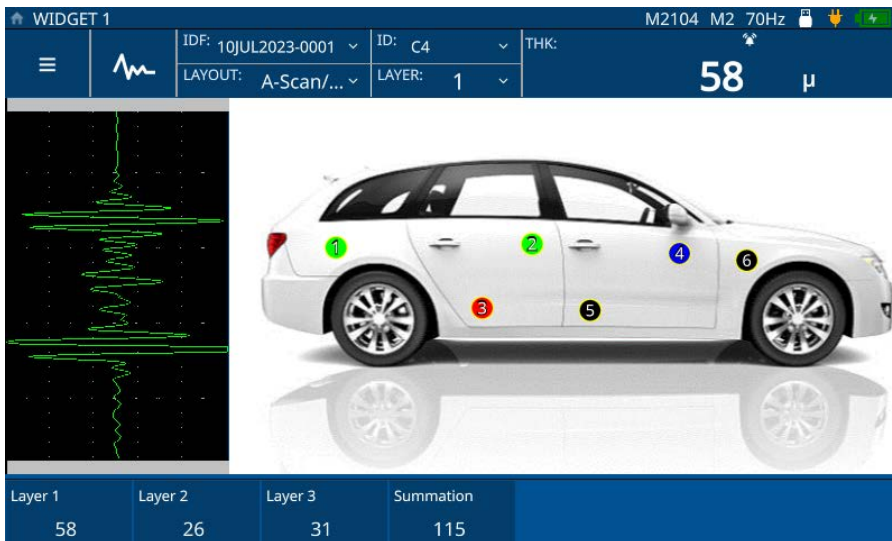 WIDGET 1
M2104 M2 70Hz
IDF: 10JUL2023-0001
ID: C4
THK:
58 µ
LAYOUT: A-Scan/...
LAYER: 1
1
2
4
6
3
5
Layer 1
Layer 2
Layer 3
Summation
58
26
31
115